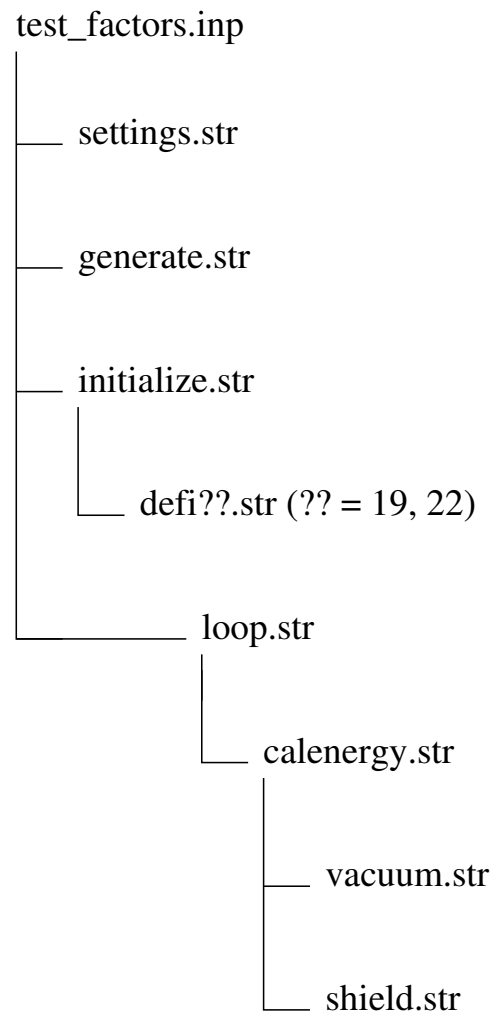 test_factors.inp
settings.str
generate.str
initialize.str
defi??.str (?? = 19, 22)
loop.str
calenergy.str
vacuum.str
shield.str